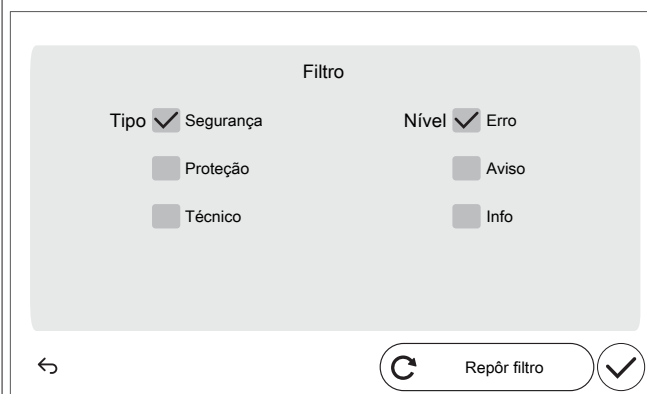 Filtro
Tipo Segurança Nível Erro
Proteção Aviso
Técnico Info
Repôr filtro